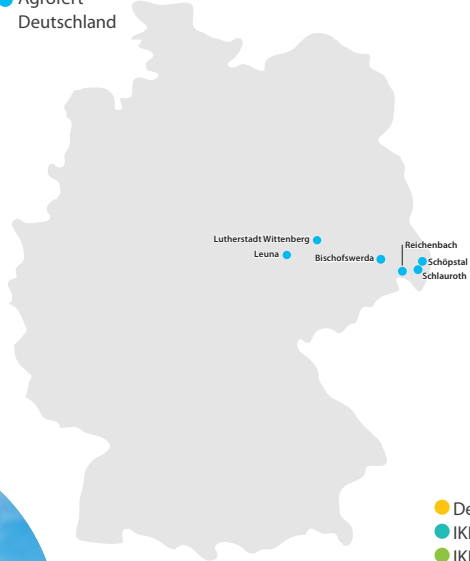 Agrofert
Deutschland
Lutherstadt Wittenberg
Reichenbach
Leuna
Bischofswerda
Schöpstal
Schlauroth